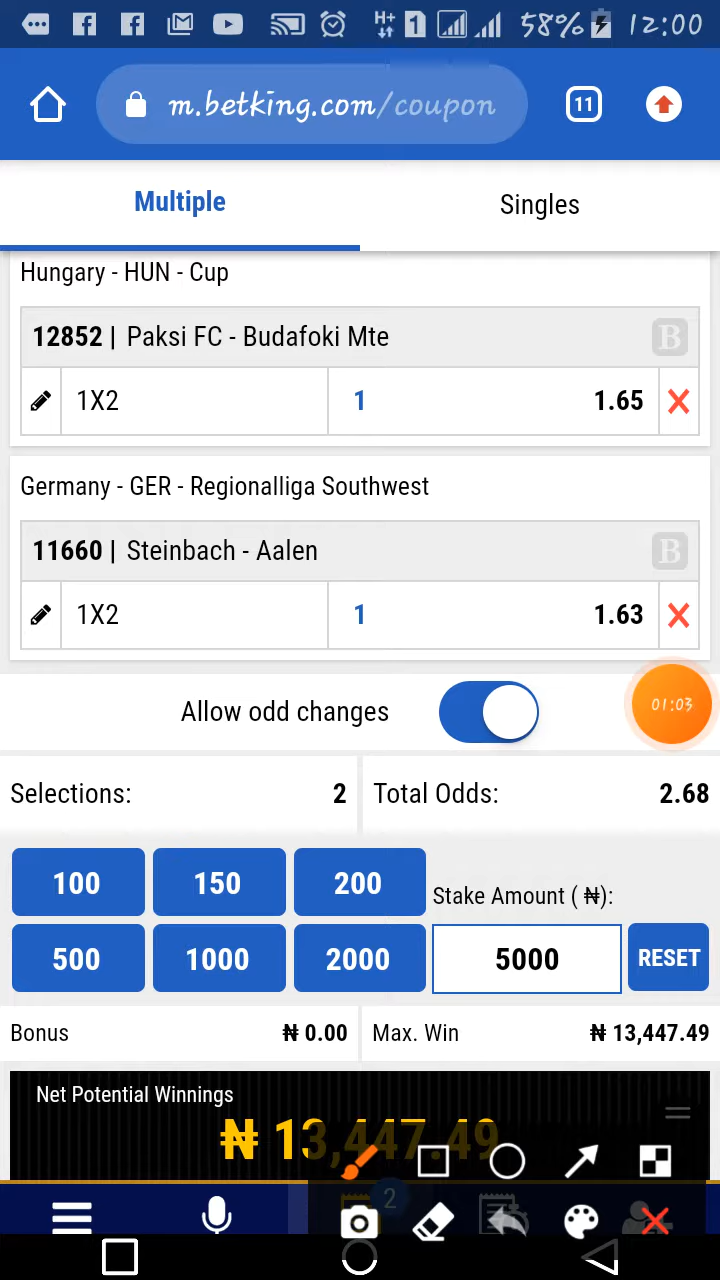 H+ 1 58% 12:00
m.betking.com/coupon 11
Multiple Singles
Hungary - HUN - Cup
12852 | Paksi FC - Budafoki Mte B
1X2 1 1.65
Germany - GER - Regionalliga Southwest
11660 | Steinbach - Aalen B
1X2 1 1.63
Allow odd changes 01:03
Selections: 2 Total Odds: 2.68
100 150 200 Stake Amount ( ₦):
500 1000 2000 5000 RESET
Bonus ₦ 0.00 Max. Win ₦ 13,447.49
Net Potential Winnings
₦ 13,447.49
2